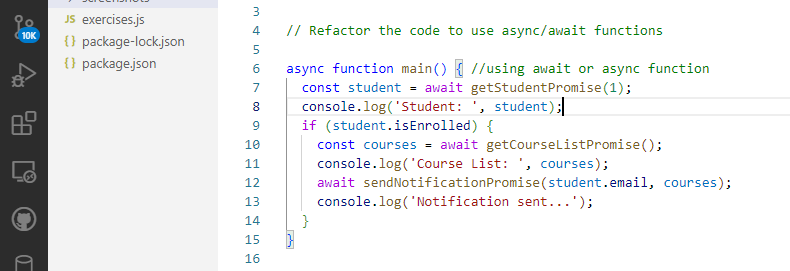 screenshots
JS exercises.js
{} package-lock.json
{} package.json
10K
3
4 // Refactor the code to use async/await functions
5
6 async function main() { //using await or async function
7 const student = await getStudentPromise(1);
8 console.log('Student: ', student);
9 if (student.isEnrolled) {
10 const courses = await getCourseListPromise();
11 console.log('Course List: ', courses);
12 await sendNotificationPromise(student.email, courses);
13 console.log('Notification sent...');
14 }
15 }
16